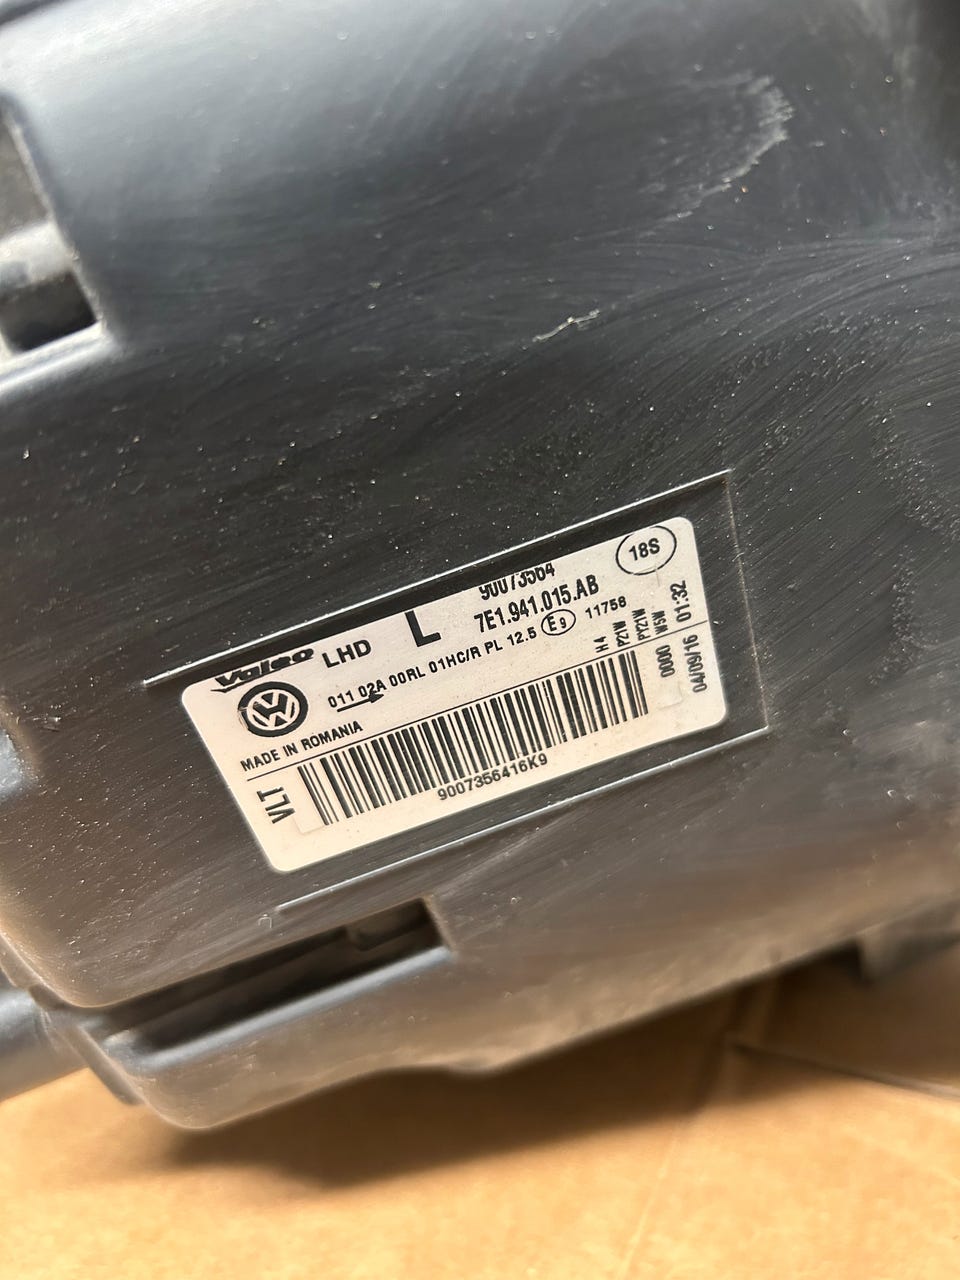 Valeo LHD L 90073564 18S
7E1.941.015.AB
011 02A 00RL 01HC/R PL 12.5 E9 11758
MADE IN ROMANIA
H4
P21W
W5W
0000
04/09/16 01:32
VLT
9007356416K9